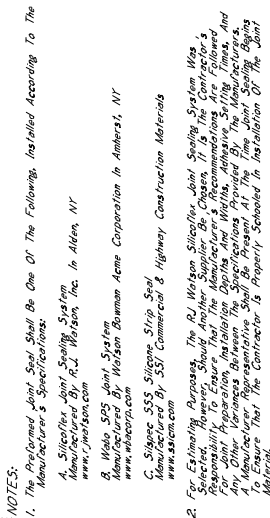 NOTES:
1. The Preformed Joint Seal Shall Be One Of The Following, Installed According To The
Manufacturer's Specifications:
A. Silicoflex Joint Sealing System
Manufactured By R.J. Watson, Inc. In Alden, NY
www.rjwatson.com
B. Wabo SPS Joint System
Manufactured By Watson Bowman Acme Corporation In Amherst, NY
www.wbacorp.com
C. Silspec SSS Silicone Strip Seal
Manufactured By SSI Commercial & Highway Construction Materials
www.ssicm.com
2. For Estimating Purposes, The RJ Watson Silicoflex Joint Sealing System Was
Selected. However, Should Another Supplier Be Chosen, It Is The Contractor's
Responsibility To Ensure That The Manufacturer's Recommendations Are Followed
For Joint Preparation, Installation Depths And Widths, Adhesive Setting Times, And
Any Other Variances Between The Specifications Provided By The Manufacturers.
A Manufacturer Representative Shall Be Present At The Time Joint Sealing Begins
To Ensure That The Contractor Is Properly Schooled In Installation Of The Joint
Material.